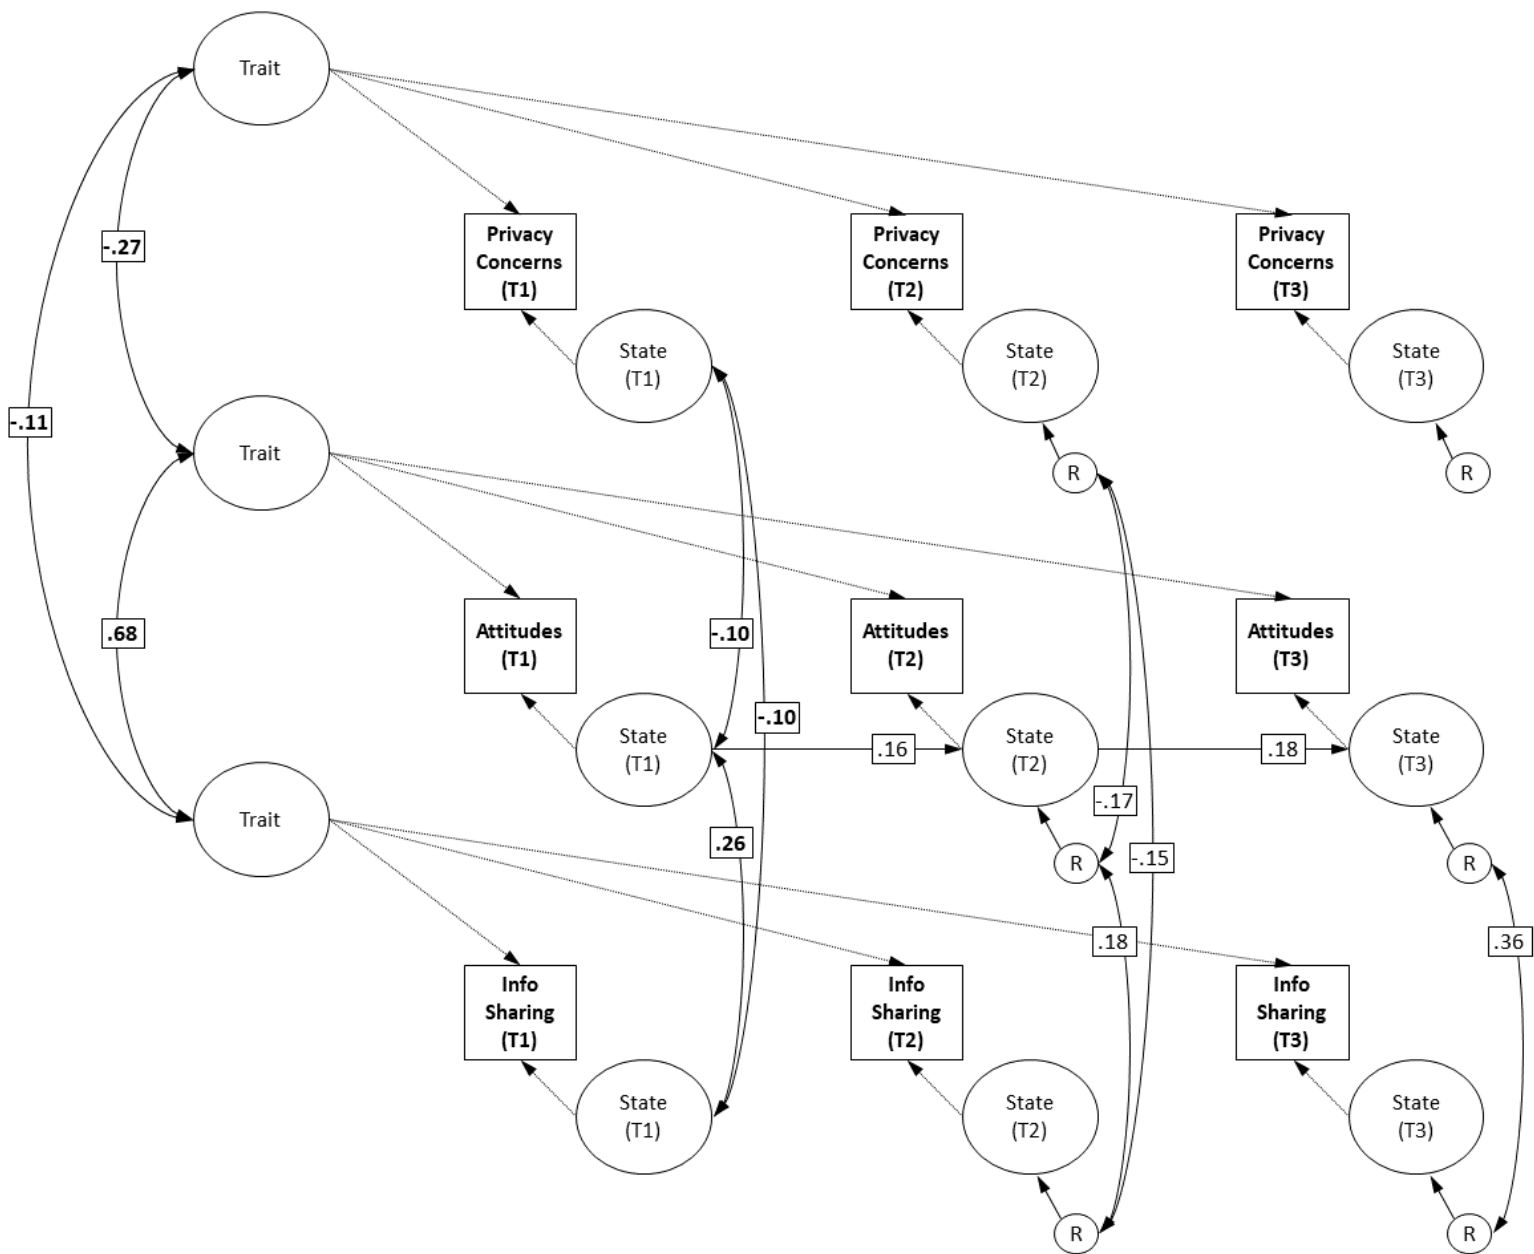 Trait
-.27
Privacy
Concerns
(T1)
Privacy
Concerns
(T2)
Privacy
Concerns
(T3)
State
(T1)
State
(T2)
State
(T3)
-.11
Trait
R
R
.68
Attitudes
(T1)
-.10
Attitudes
(T2)
Attitudes
(T3)
-.10
State
(T1)
.16
State
(T2)
.18
State
(T3)
-.17
Trait
.26
R
-.15
R
.18
.36
Info
Sharing
(T1)
Info
Sharing
(T2)
Info
Sharing
(T3)
State
(T1)
State
(T2)
State
(T3)
R
R